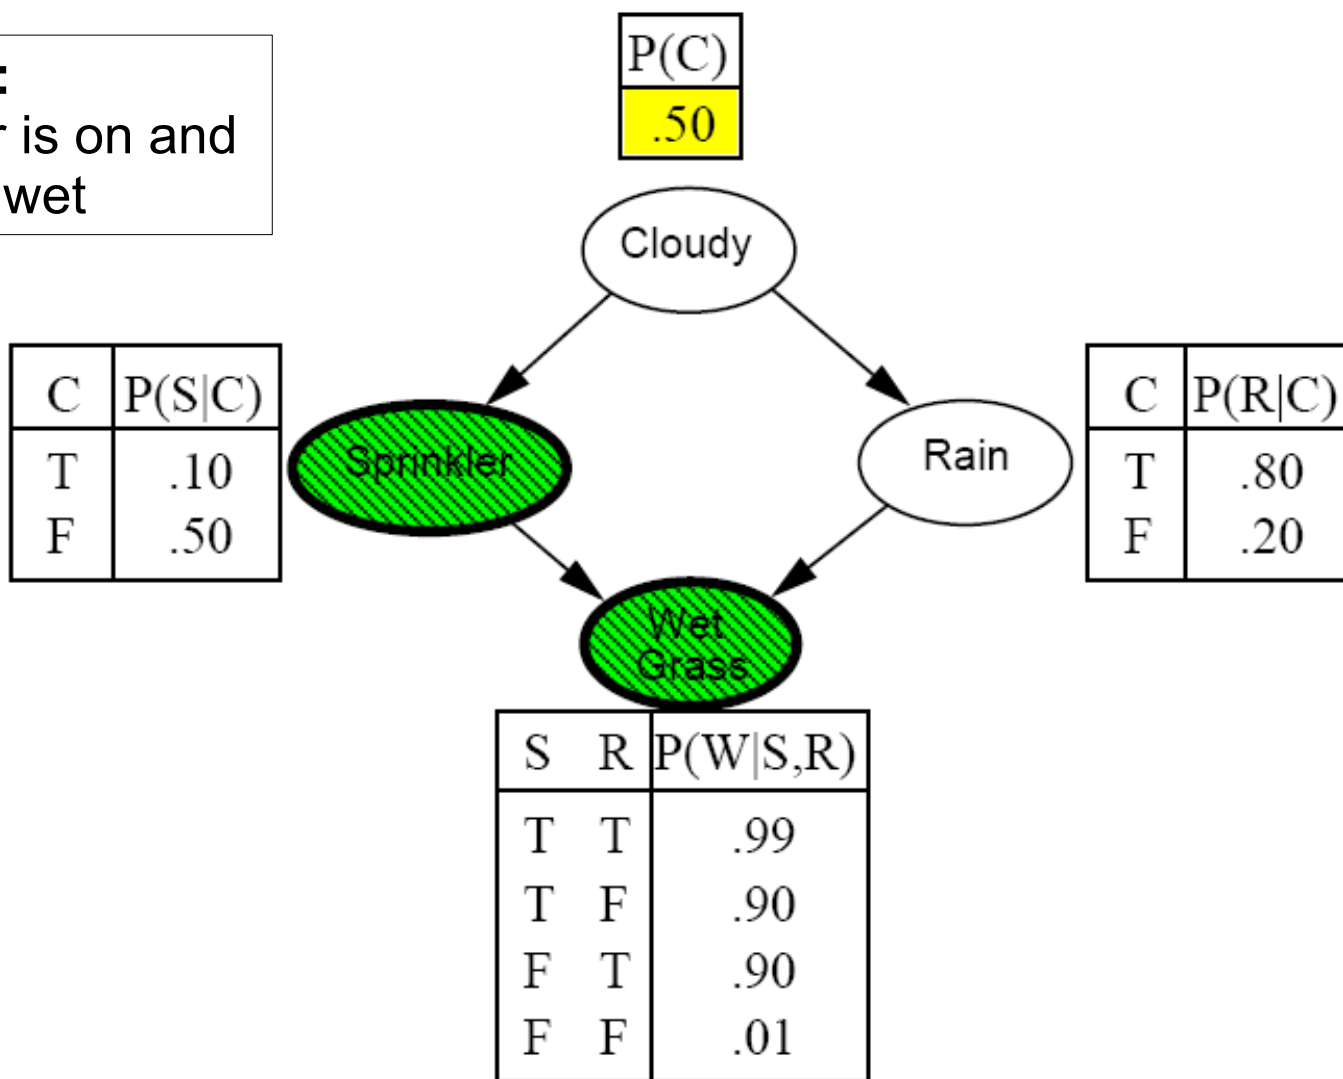 :
r is on and
wet
P(C)
.50
Cloudy
C P(S|C)
T .10
F .50
Sprinkler
Rain
C P(R|C)
T .80
F .20
Wet
Grass
S R P(W|S,R)
T T .99
T F .90
F T .90
F F .01